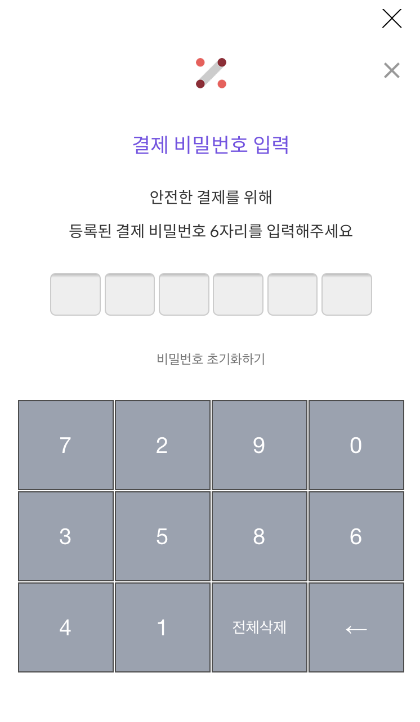 결제 비밀번호 입력
안전한 결제를 위해
등록된 결제 비밀번호 6자리를 입력해주세요
비밀번호 초기화하기
7 2 9 0
3 5 8 6
4 1 전체삭제 ←